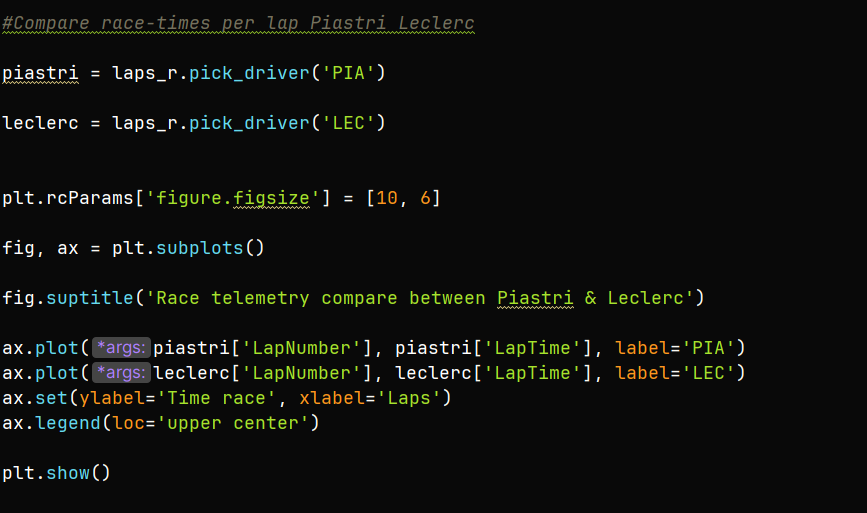 #Compare race-times per lap Piastri Leclerc
piastri = laps_r.pick_driver('PIA')
leclerc = laps_r.pick_driver('LEC')
plt.rcParams['figure.figsize'] = [10, 6]
fig, ax = plt.subplots()
fig.suptitle('Race telemetry compare between Piastri & Leclerc')
ax.plot(*args: piastri['LapNumber'], piastri['LapTime'], label='PIA')
ax.plot(*args: leclerc['LapNumber'], leclerc['LapTime'], label='LEC')
ax.set(ylabel='Time race', xlabel='Laps')
ax.legend(loc='upper center')
plt.show()